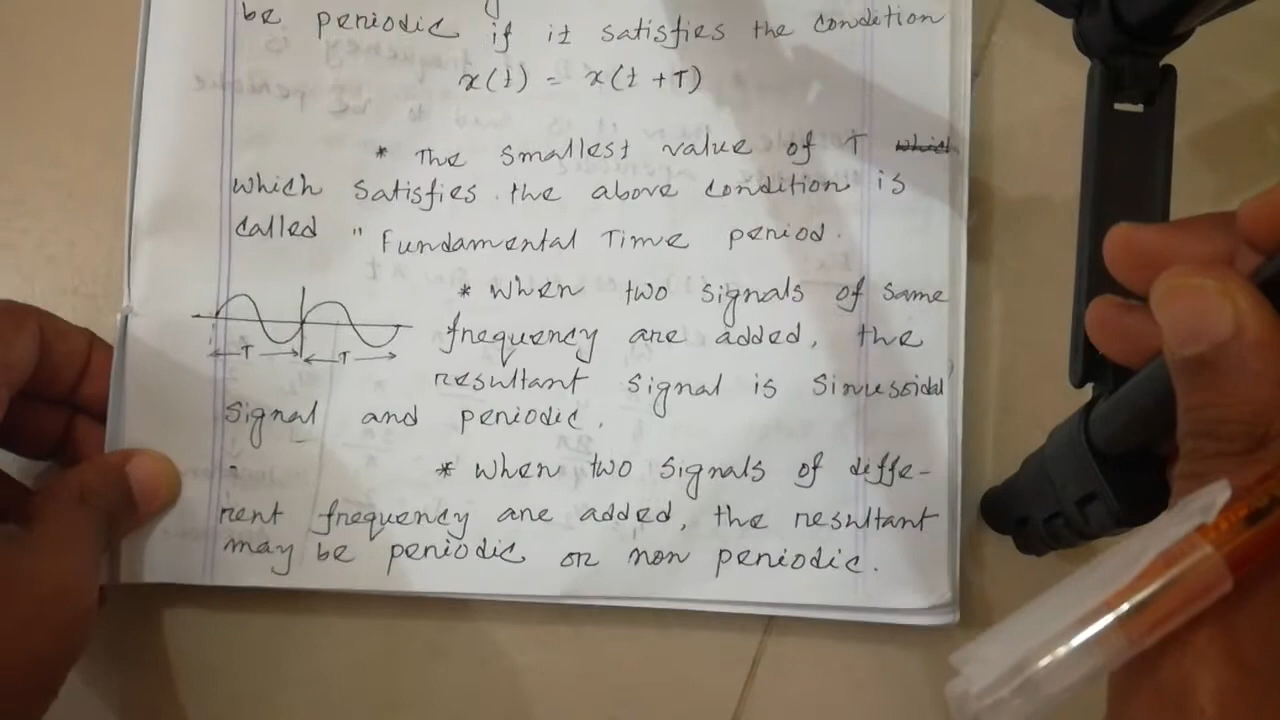 be periodic if it satisfies the condition
x(t) = x(t+T)
* The smallest value of T which
which satisfies the above condition is
called " Fundamental Time period.
* When two signals of same
frequency are added, the
resultant signal is sinusoidal
signal and periodic.
T T
* When two signals of diffe-
rent frequency are added, the resultant
may be periodic or non periodic.